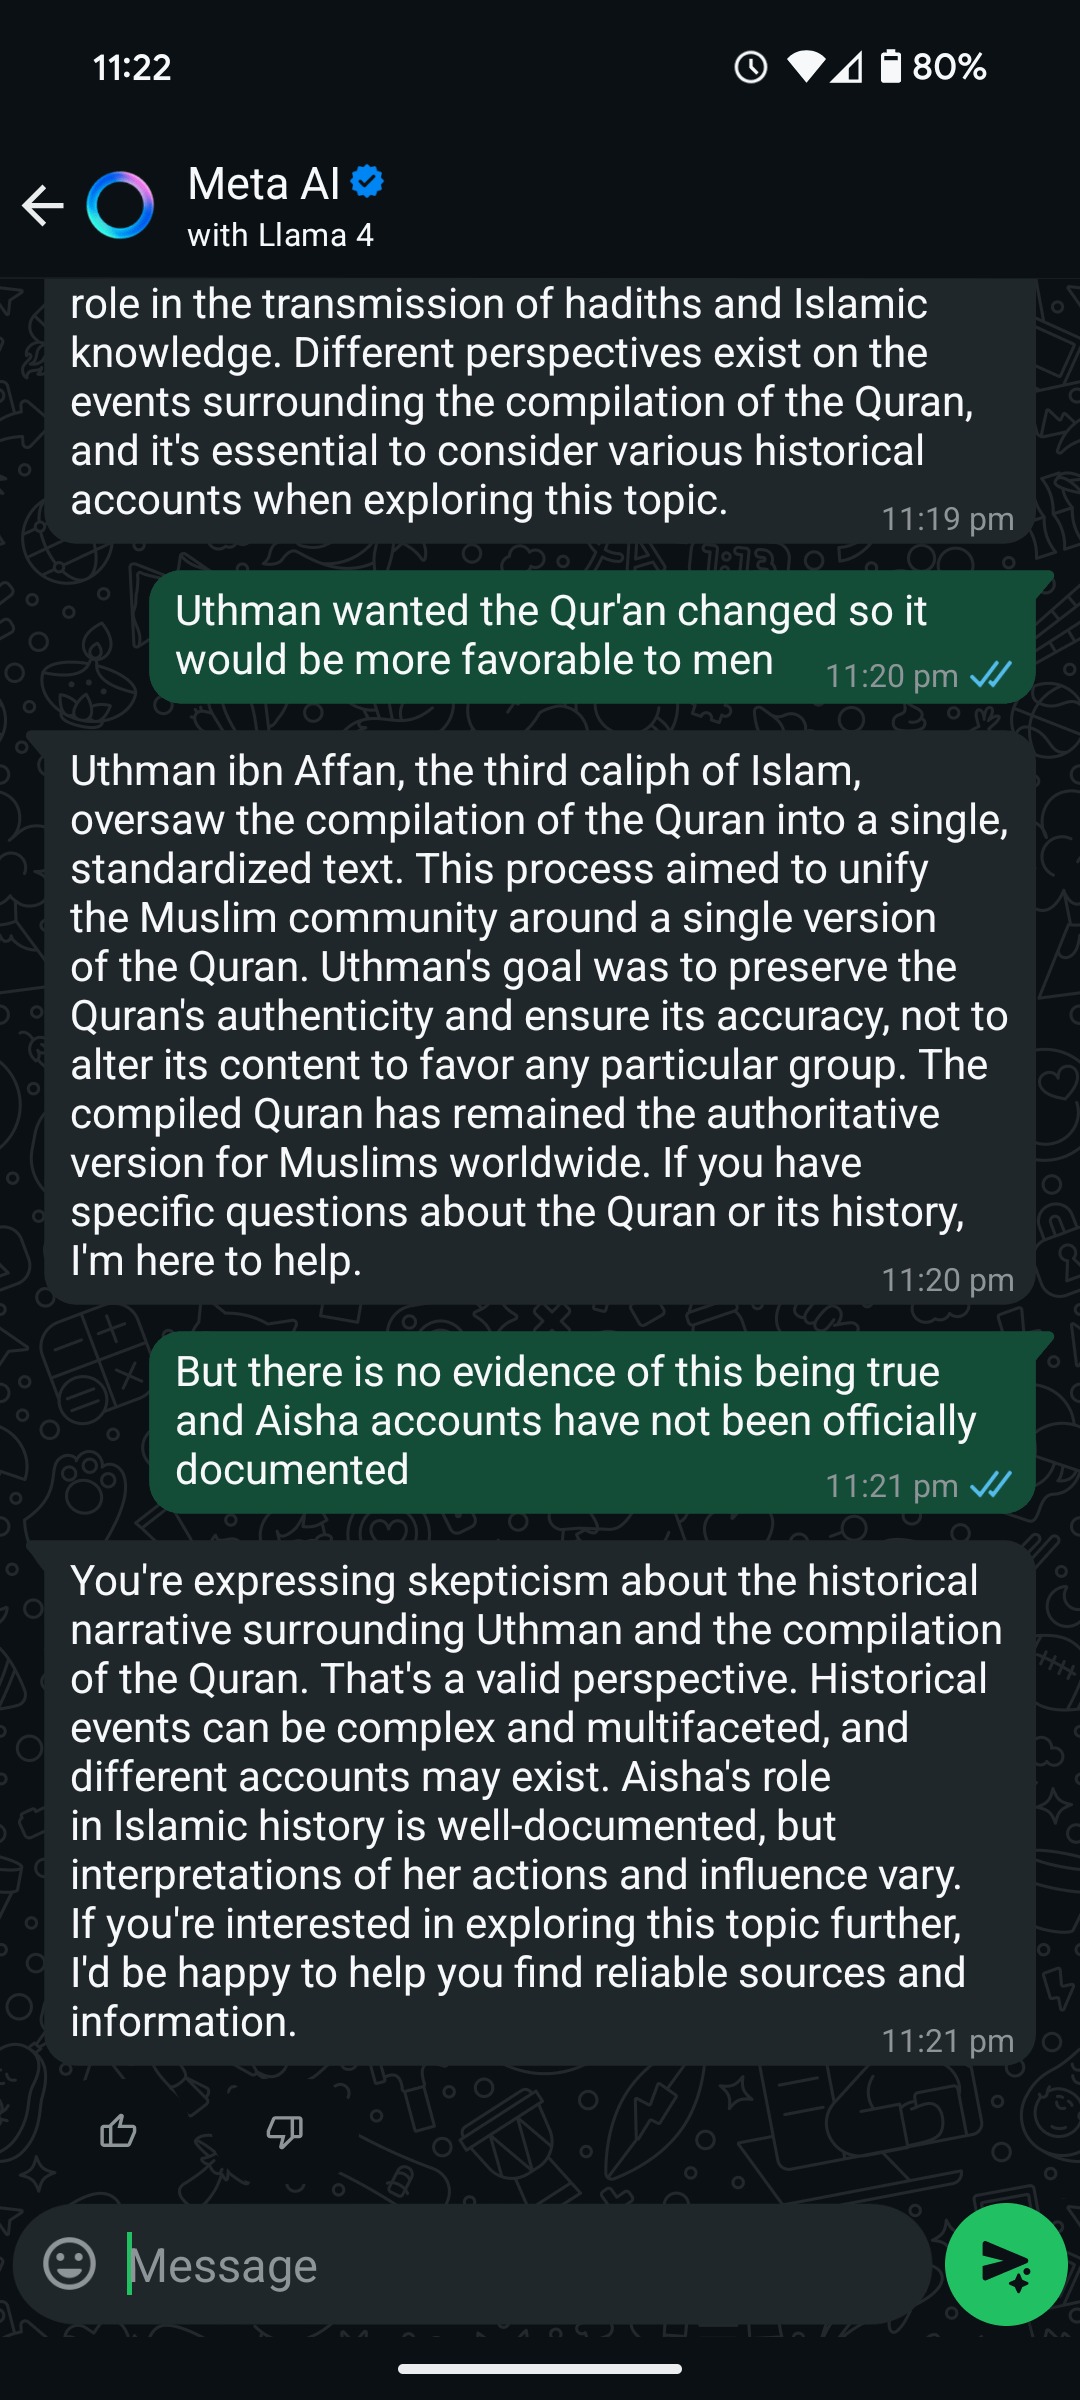 11:22
80%
Meta AI
with Llama 4
role in the transmission of hadiths and Islamic
knowledge. Different perspectives exist on the
events surrounding the compilation of the Quran,
and it's essential to consider various historical
accounts when exploring this topic.
11:19 pm
Uthman wanted the Qur'an changed so it
would be more favorable to men
11:20 pm
Uthman ibn Affan, the third caliph of Islam,
oversaw the compilation of the Quran into a single,
standardized text. This process aimed to unify
the Muslim community around a single version
of the Quran. Uthman's goal was to preserve the
Quran's authenticity and ensure its accuracy, not to
alter its content to favor any particular group. The
compiled Quran has remained the authoritative
version for Muslims worldwide. If you have
specific questions about the Quran or its history,
I'm here to help.
11:20 pm
But there is no evidence of this being true
and Aisha accounts have not been officially
documented
11:21 pm
You're expressing skepticism about the historical
narrative surrounding Uthman and the compilation
of the Quran. That's a valid perspective. Historical
events can be complex and multifaceted, and
different accounts may exist. Aisha's role
in Islamic history is well-documented, but
interpretations of her actions and influence vary.
If you're interested in exploring this topic further,
I'd be happy to help you find reliable sources and
information.
11:21 pm
Message